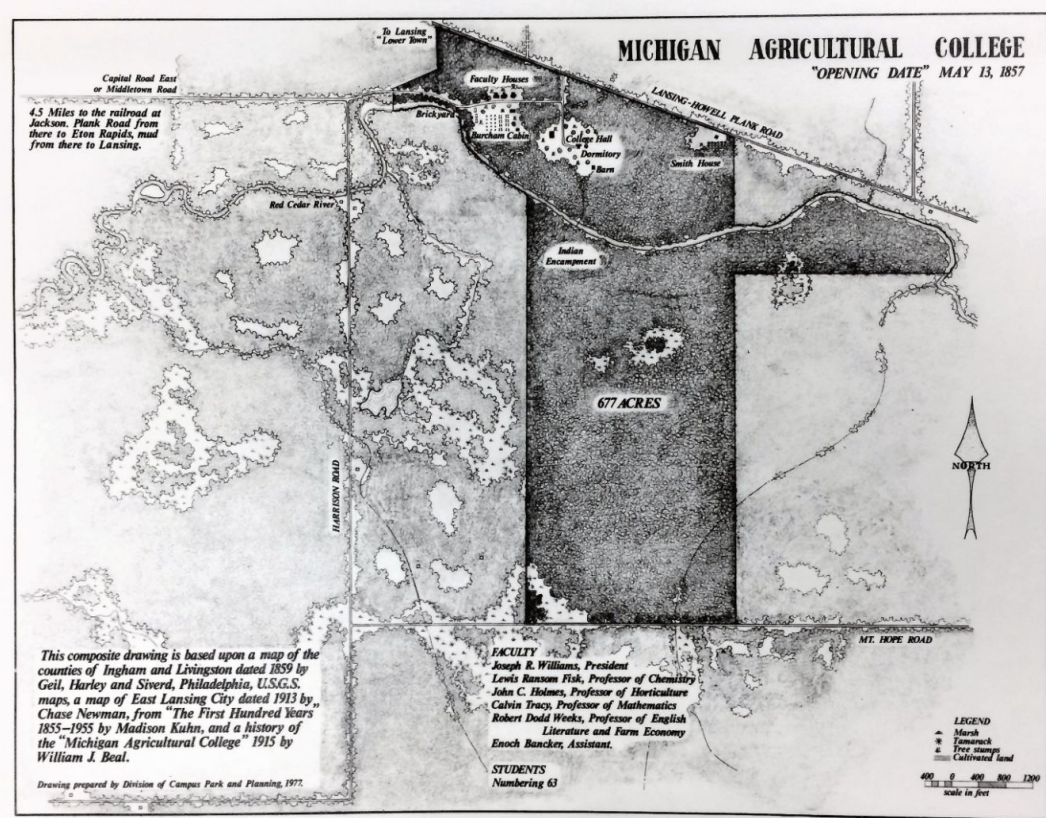 MICHIGAN AGRICULTURAL COLLEGE
"OPENING DATE" MAY 13, 1857
To Lansing
"Lower Town"
Capital Road East
or Middletown Road
4.5 Miles to the railroad at
Jackson. Plank Road from
there to Eton Rapids, mud
from there to Lansing.
Faculty Houses
Brickyard
Burcham Cabin
College Hall
Dormitory
Barn
LANSING-HOWELL PLANK ROAD
Smith House
Red Cedar River
Indian
Encampment
677 ACRES
HARRISON ROAD
NORTH
MT. HOPE ROAD
This composite drawing is based upon a map of the
counties of Ingham and Livingston dated 1859 by
Geil, Harley and Siverd, Philadelphia, U.S.G.S.
maps, a map of East Lansing City dated 1913 by
Chase Newman, from "The First Hundred Years"
1855-1955 by Madison Kuhn, and a history of
the "Michigan Agricultural College" 1915 by
William J. Beal.
Drawing prepared by Division of Campus Park and Planning, 1977.
FACULTY
Joseph R. Williams, President
Lewis Ransom Fisk, Professor of Chemistry
John C. Holmes, Professor of Horticulture
Calvin Tracy, Professor of Mathematics
Robert Dodd Weeks, Professor of English
Literature and Farm Economy
Enoch Bancker, Assistant.
STUDENTS
Numbering 63
LEGEND
Marsh
Tamarack
Tree stumps
Cultivated land
400 0 400 800 1200
scale in feet